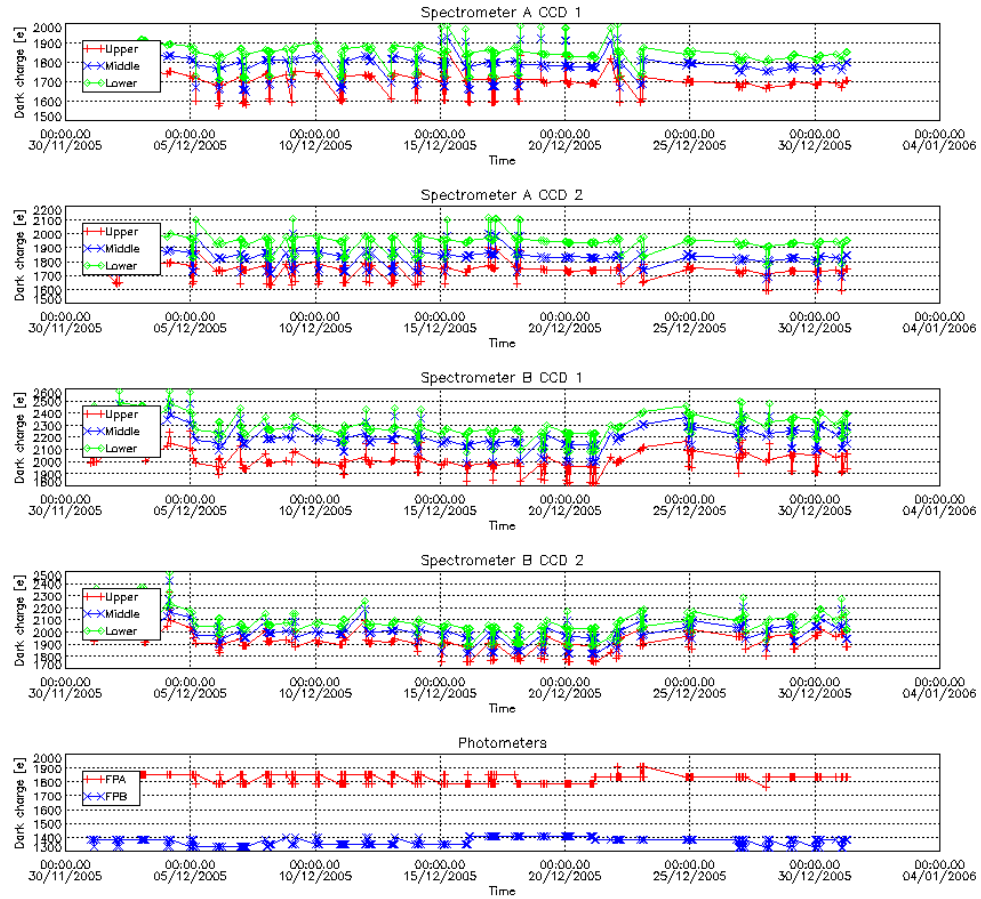 Spectrometer A CCD 1
Dark charge [e]
2000
1900
1800
1700
1600
1500
Upper
Middle
Lower
00:00.00 00:00.00 00:00.00 00:00.00 00:00.00 00:00.00 00:00.00 00:00.00
30/11/2005 05/12/2005 10/12/2005 15/12/2005 20/12/2005 25/12/2005 30/12/2005 04/01/2006
Time
Spectrometer A CCD 2
Dark charge [e]
2200
2100
2000
1900
1800
1700
1600
1500
Upper
Middle
Lower
00:00.00 00:00.00 00:00.00 00:00.00 00:00.00 00:00.00 00:00.00 00:00.00
30/11/2005 05/12/2005 10/12/2005 15/12/2005 20/12/2005 25/12/2005 30/12/2005 04/01/2006
Time
Spectrometer B CCD 1
Dark charge [e]
2600
2500
2400
2300
2200
2100
2000
1900
1800
Upper
Middle
Lower
00:00.00 00:00.00 00:00.00 00:00.00 00:00.00 00:00.00 00:00.00 00:00.00
30/11/2005 05/12/2005 10/12/2005 15/12/2005 20/12/2005 25/12/2005 30/12/2005 04/01/2006
Time
Spectrometer B CCD 2
Dark charge [e]
2500
2400
2300
2200
2100
2000
1900
1800
1700
Upper
Middle
Lower
00:00.00 00:00.00 00:00.00 00:00.00 00:00.00 00:00.00 00:00.00 00:00.00
30/11/2005 05/12/2005 10/12/2005 15/12/2005 20/12/2005 25/12/2005 30/12/2005 04/01/2006
Time
Photometers
Dark charge [e]
2000
1900
1800
1700
1600
1500
1400
1300
FPA
FPB
00:00.00 00:00.00 00:00.00 00:00.00 00:00.00 00:00.00 00:00.00 00:00.00
30/11/2005 05/12/2005 10/12/2005 15/12/2005 20/12/2005 25/12/2005 30/12/2005 04/01/2006
Time